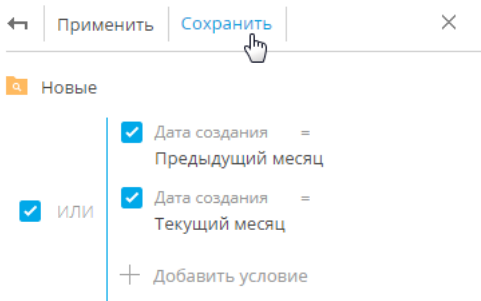 Применить Сохранить
Новые
Дата создания =
Предыдущий месяц
Дата создания =
ИЛИ
Текущий месяц
Добавить условие